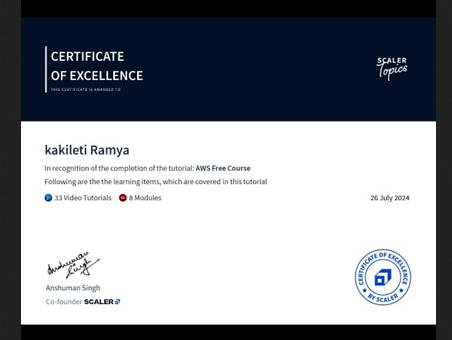 CERTIFICATE
OF EXCELLENCE
THIS CERTIFICATE IS AWARDED TO
SCALER
Topics
kakileti Ramya
In recognition of the completion of the tutorial: AWS Free Course
Following are the the learning items, which are covered in this tutorial
33 Video Tutorials 8 Modules 26 July 2024
Anshuman Singh
Anshuman Singh
Co-founder SCALER
CERTIFICATE OF EXCELLENCE
BY SCALER